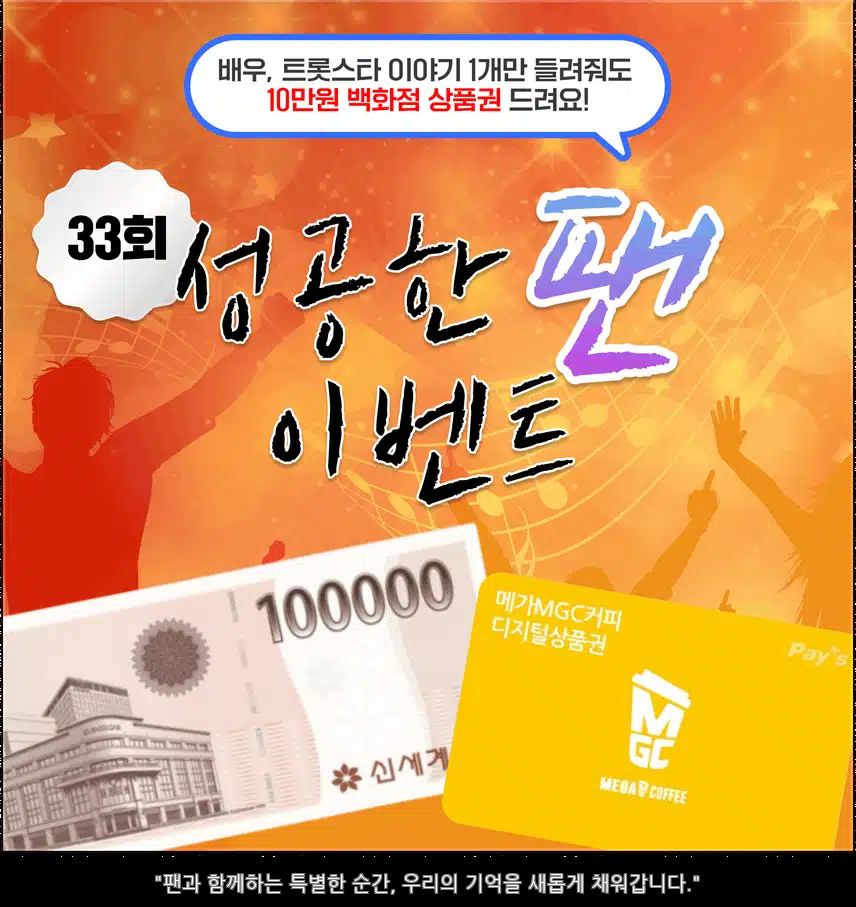 배우, 트롯스타 이야기 1개만 들려줘도
10만원 백화점 상품권 드려요!
33회
성공한 팬
이벤트
100000
신세계
메가MGC커피
디지털상품권
Pay's
MGC
MEGA COFFEE
"팬과 함께하는 특별한 순간, 우리의 기억을 새롭게 채워갑니다."